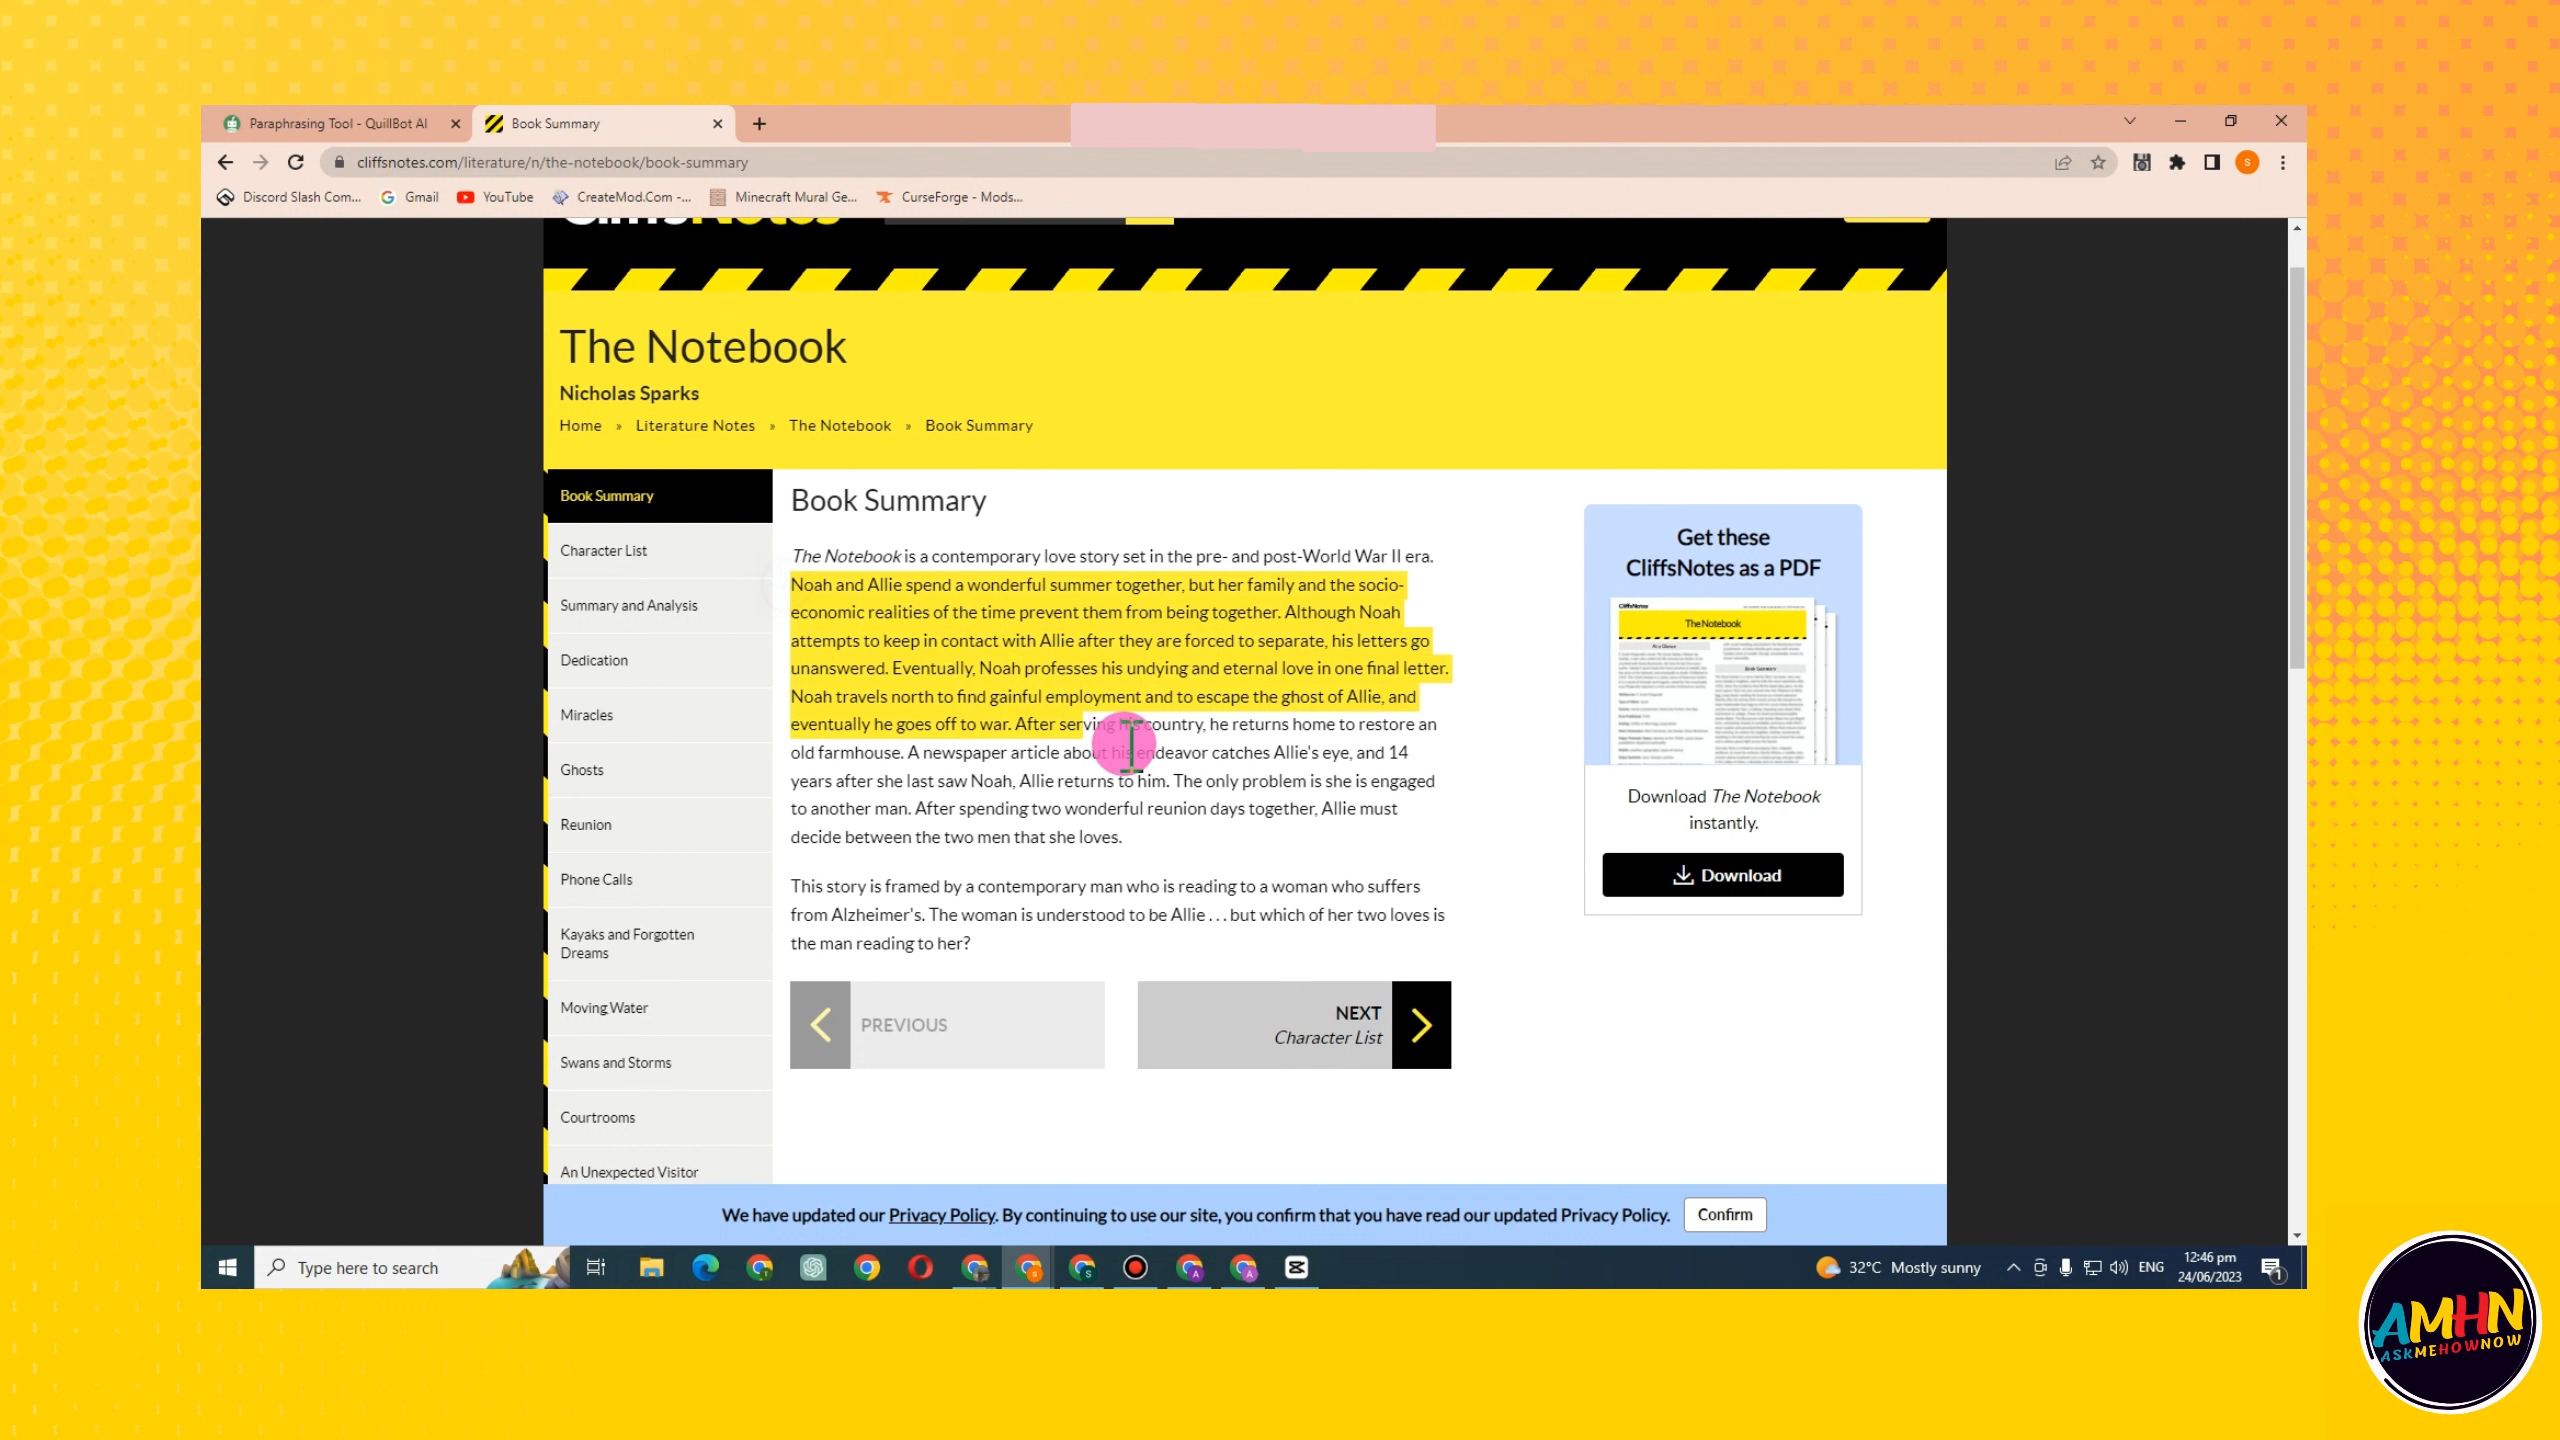 Paraphrasing Tool - QuillBot AI
Book Summary
cliffsnotes.com/literature/n/the-notebook/book-summary
S
Discord Slash Com...
Gmail
YouTube
CreateMod.Com -...
Minecraft Mural Ge...
CurseForge - Mods...
CliffsNotes
The Notebook
Nicholas Sparks
Home » Literature Notes » The Notebook » Book Summary
Book Summary
Character List
Summary and Analysis
Dedication
Miracles
Ghosts
Reunion
Phone Calls
Kayaks and Forgotten
Dreams
Moving Water
Swans and Storms
Courtrooms
An Unexpected Visitor
Book Summary
The Notebook is a contemporary love story set in the pre- and post-World War II era.
Noah and Allie spend a wonderful summer together, but her family and the socio-
economic realities of the time prevent them from being together. Although Noah
attempts to keep in contact with Allie after they are forced to separate, his letters go
unanswered. Eventually, Noah professes his undying and eternal love in one final letter.
Noah travels north to find gainful employment and to escape the ghost of Allie, and
eventually he goes off to war. After serving his country, he returns home to restore an
old farmhouse. A newspaper article about his endeavor catches Allie's eye, and 14
years after she last saw Noah, Allie returns to him. The only problem is she is engaged
to another man. After spending two wonderful reunion days together, Allie must
decide between the two men that she loves.
This story is framed by a contemporary man who is reading to a woman who suffers
from Alzheimer's. The woman is understood to be Allie . . . but which of her two loves is
the man reading to her?
PREVIOUS
NEXT
Character List
Get these
CliffsNotes as a PDF
CliffsNotes
The Notebook
At a Glance
Book Summary
Download The Notebook
instantly.
Download
We have updated our Privacy Policy. By continuing to use our site, you confirm that you have read our updated Privacy Policy.
Confirm
Type here to search
32°C Mostly sunny
ENG
12:46 pm
24/06/2023
1
AMHN
ASKMEHOWNOW